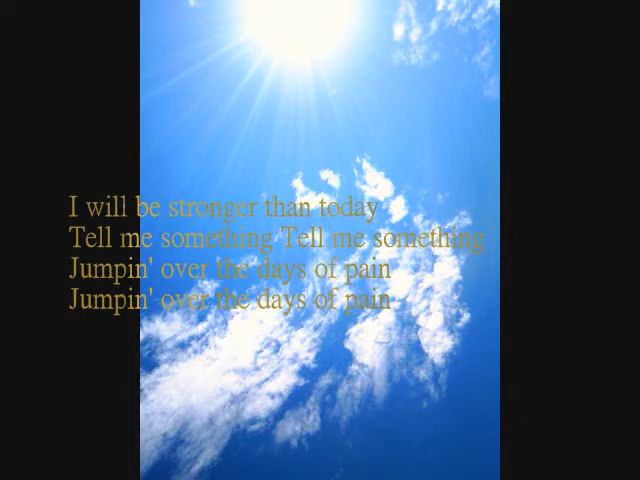 I will be stronger than today
Tell me something Tell me something
Jumpin' over the days of pain
Jumpin' over the days of pain